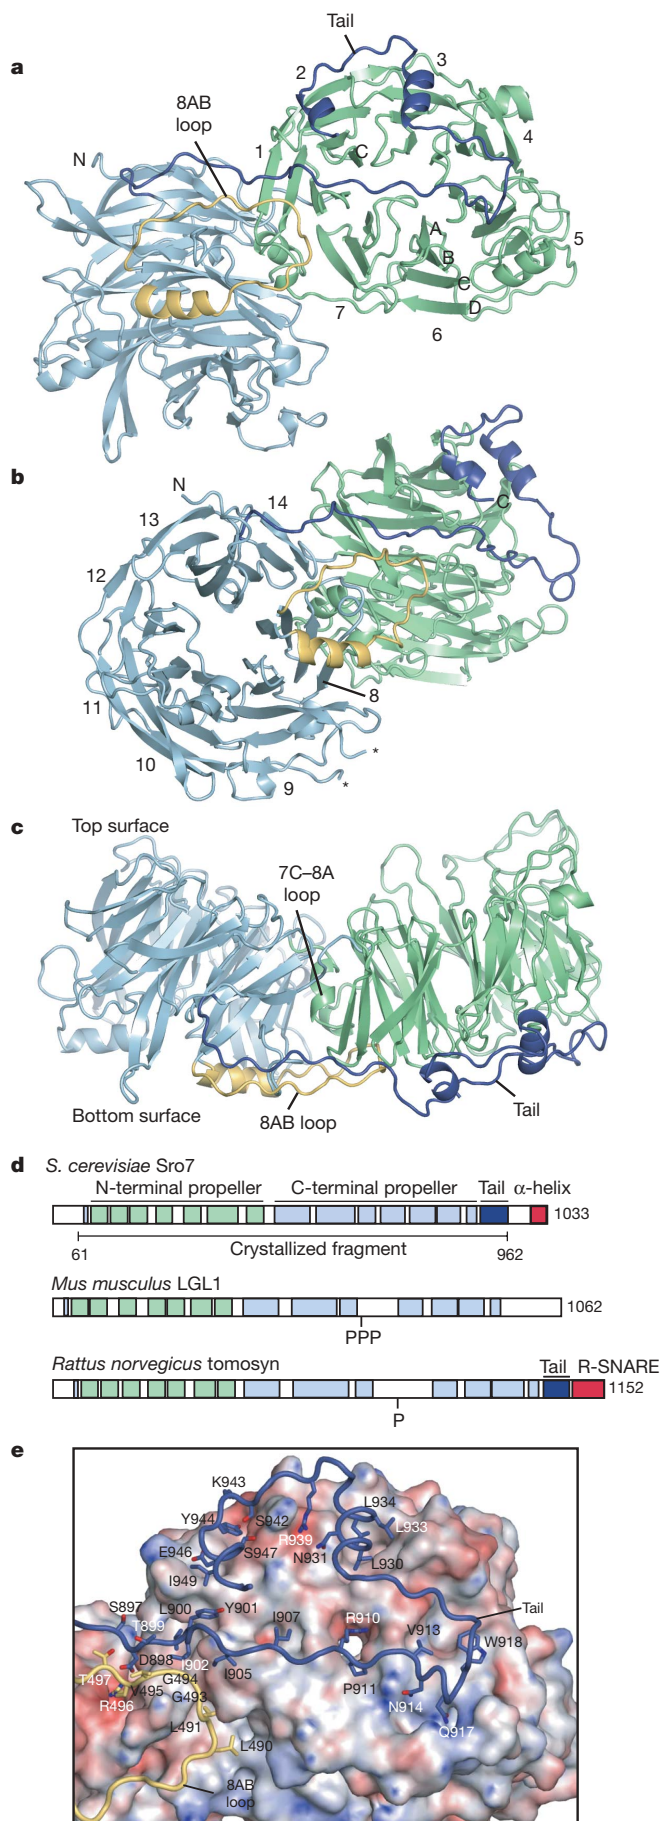 a
Tail
2
3
8AB
loop
4
N
1
C
A
B
5
C
D
7
6
b
N
14
13
C
12
8
11
10
*
9
*
c
Top surface
7C–8A
loop
Bottom surface
8AB loop
Tail
d S. cerevisiae Sro7
N-terminal propeller C-terminal propeller Tail α-helix
1033
61 Crystallized fragment 962
Mus musculus LGL1
1062
PPP
Rattus norvegicus tomosyn Tail R-SNARE
1152
P
e
K943
L934
Y944 S942
R939 L933
E946 S947 N931
L930
I949
S897 L900 Y901 I907 R910 Tail
T899 V413
W918
D898 I902 I905
T497 G494 P911
V495 G493 N914
R496
L491 Q917
L490
8AB
loop